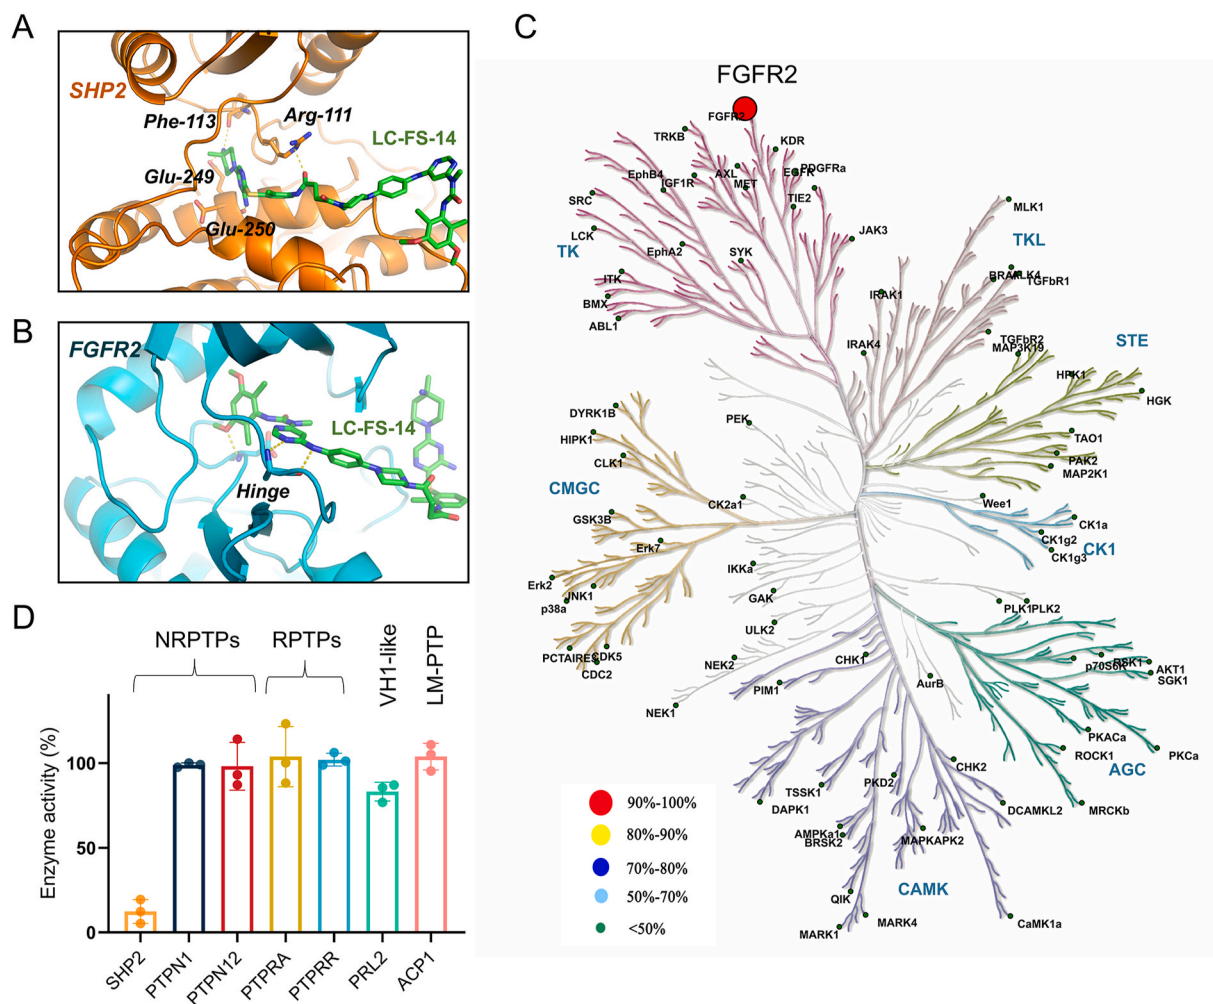 A
SHP2
Phe-113
Arg-111
LC-FS-14
Glu-249
Glu-250
B
FGFR2
LC-FS-14
Hinge
C
FGFR2
FGFR2
TRKB
KDR
EphB4
IGF1R
AXL
MET
EGFR
PDGFRa
TIE2
SRC
LCK
TK
EphA2
SYK
JAK3
ITK
BMX
ABL1
MLK1
TKL
BRAF
ALK4
TGFbR1
IRAK1
IRAK4
TGFbR2
MAP3K19
STE
HPK1
HGK
TAO1
PAK2
MAP2K1
DYRK1B
HIPK1
CLK1
PEK
CMGC
CK2a1
GSK3B
Wee1
CK1a
CK1g2
CK1g3
CK1
Erk7
Erk2
JNK1
p38a
IKKa
GAK
ULK2
PLK1
PLK2
PCTAIRE1
CDK5
CDC2
NEK2
NEK1
CHK1
PIM1
AurB
p70S6K
RSK1
AKT1
SGK1
PKACa
ROCK1
PKCa
AGC
MRCKb
CHK2
DCAMKL2
PKD2
TSSK1
DAPK1
AMPKa1
BRSK2
MAPKAPK2
CAMK
QIK
MARK4
MARK1
CaMK1a
90%-100%
80%-90%
70%-80%
50%-70%
<50%
D
NRPTPs
RPTPs
VH1-like
LM-PTP
Enzyme activity (%)
100
50
0
SHP2
PTPN1
PTPN12
PTPRA
PTPRR
PRL2
ACP1